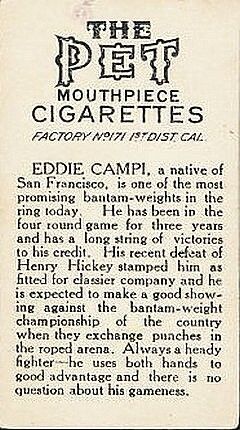 THE
PET
MOUTHPIECE
CIGARETTES
FACTORY Nº171 1ST DIST. CAL.
EDDIE CAMPI, a native of
San Francisco, is one of the most
promising bantam-weights in the
ring today. He has been in the
four round game for three years
and has a long string of victories
to his credit. His recent defeat of
Henry Hickey stamped him as
fitted for classier company and he
is expected to make a good show-
ing against the bantam-weight
championship of the country
when they exchange punches in
the roped arena. Always a heady
fighter—he uses both hands to
good advantage and there is no
question about his gameness.